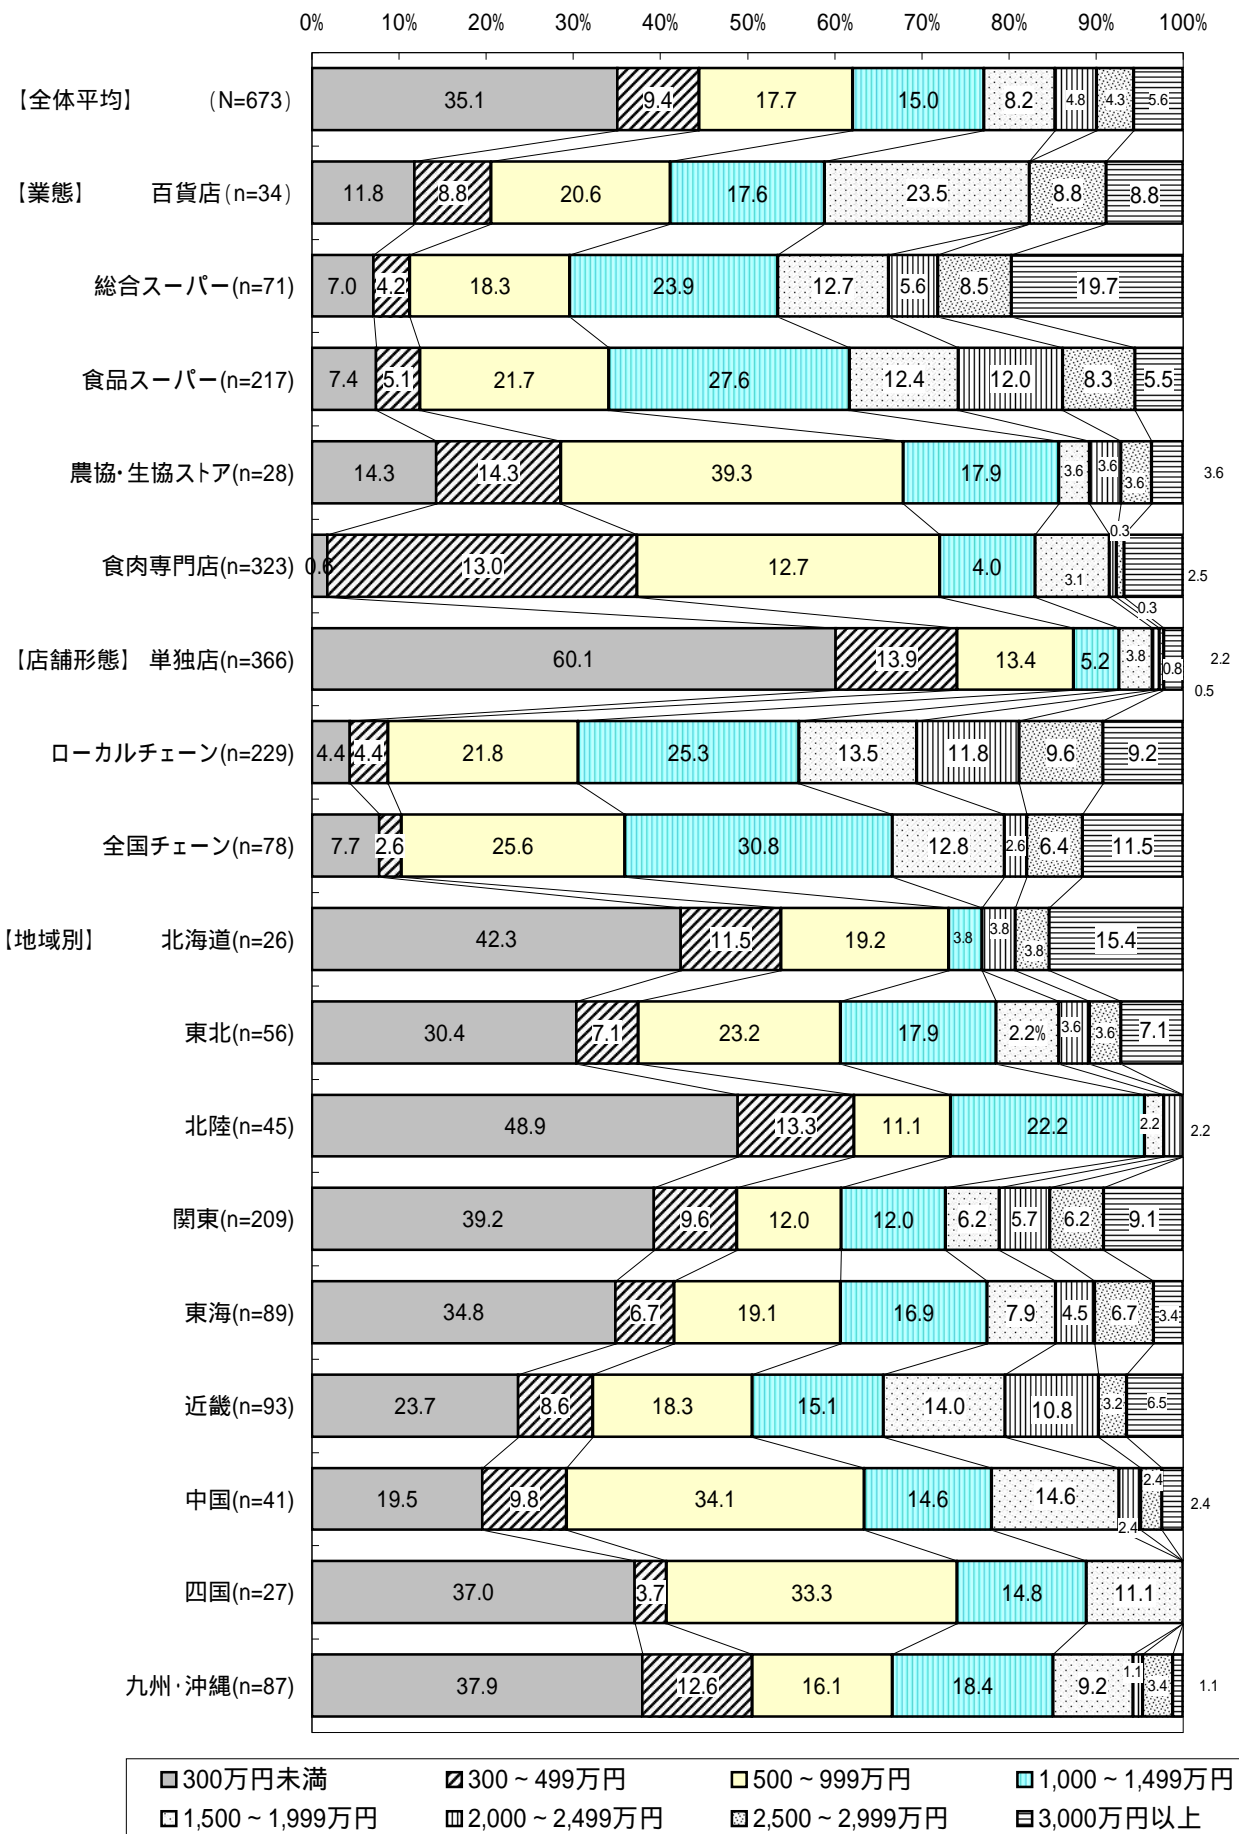 0% 10% 20% 30% 40% 50% 60% 70% 80% 90% 100%
【全体平均】 (N=673) 35.1 9.4 17.7 15.0 8.2 4.8 4.3 5.6
【業態】 百貨店(n=34) 11.8 8.8 20.6 17.6 23.5 8.8 8.8
総合スーパー(n=71) 7.0 4.2 18.3 23.9 12.7 5.6 8.5 19.7
食品スーパー(n=217) 7.4 5.1 21.7 27.6 12.4 12.0 8.3 5.5
農協・生協ストア(n=28) 14.3 14.3 39.3 17.9 3.6 3.6 3.6 3.6
食肉専門店(n=323) 0.6 13.0 12.7 4.0 3.1 0.3 0.3 2.5
【店舗形態】 単独店(n=366) 60.1 13.9 13.4 5.2 3.8 0.5 0.8 2.2
ローカルチェーン(n=229) 4.4 4.4 21.8 25.3 13.5 11.8 9.6 9.2
全国チェーン(n=78) 7.7 2.6 25.6 30.8 12.8 2.6 6.4 11.5
【地域別】 北海道(n=26) 42.3 11.5 19.2 3.8 3.8 3.8 15.4
東北(n=56) 30.4 7.1 23.2 17.9 2.2% 3.6 3.6 7.1
北陸(n=45) 48.9 13.3 11.1 22.2 2.2 2.2
関東(n=209) 39.2 9.6 12.0 12.0 6.2 5.7 6.2 9.1
東海(n=89) 34.8 6.7 19.1 16.9 7.9 4.5 6.7 3.4
近畿(n=93) 23.7 8.6 18.3 15.1 14.0 10.8 3.2 6.5
中国(n=41) 19.5 9.8 34.1 14.6 14.6 2.4 2.4 2.4
四国(n=27) 37.0 3.7 33.3 14.8 11.1
九州・沖縄(n=87) 37.9 12.6 16.1 18.4 9.2 1.1 3.4 1.1
300万円未満 300～499万円 500～999万円 1,000～1,499万円
1,500～1,999万円 2,000～2,499万円 2,500～2,999万円 3,000万円以上